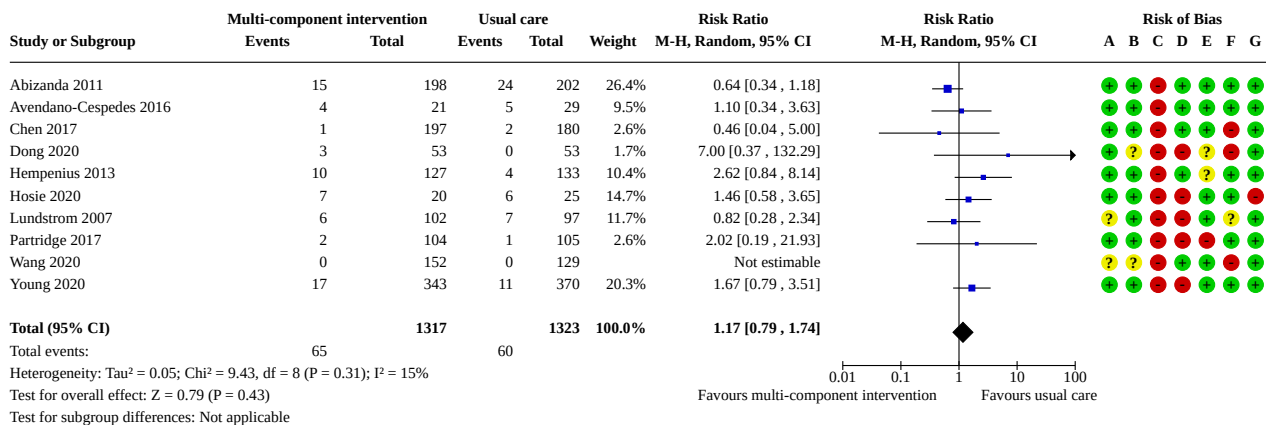 Multi-component intervention Usual care Risk Ratio Risk Ratio Risk of Bias
Study or Subgroup Events Total Events Total Weight M-H, Random, 95% CI M-H, Random, 95% CI A B C D E F G
Abizanda 2011 15 198 24 202 26.4% 0.64 [0.34 , 1.18] + + - + + + +
Avendano-Cespedes 2016 4 21 5 29 9.5% 1.10 [0.34 , 3.63] + + - + + + +
Chen 2017 1 197 2 180 2.6% 0.46 [0.04 , 5.00] + + - + + - +
Dong 2020 3 53 0 53 1.7% 7.00 [0.37 , 132.29] + ? - - ? - +
Hempenius 2013 10 127 4 133 10.4% 2.62 [0.84 , 8.14] + + - + ? + +
Hosie 2020 7 20 6 25 14.7% 1.46 [0.58 , 3.65] + + - - + + -
Lundstrom 2007 6 102 7 97 11.7% 0.82 [0.28 , 2.34] ? + - - + ? +
Partridge 2017 2 104 1 105 2.6% 2.02 [0.19 , 21.93] + + - - - + +
Wang 2020 0 152 0 129 Not estimable ? ? - + + - +
Young 2020 17 343 11 370 20.3% 1.67 [0.79 , 3.51] + + - - + + +
Total (95% CI) 1317 1323 100.0% 1.17 [0.79 , 1.74]
Total events: 65 60
Heterogeneity: Tau² = 0.05; Chi² = 9.43, df = 8 (P = 0.31); I² = 15%
Test for overall effect: Z = 0.79 (P = 0.43)
Test for subgroup differences: Not applicable
0.01 0.1 1 10 100
Favours multi-component intervention Favours usual care